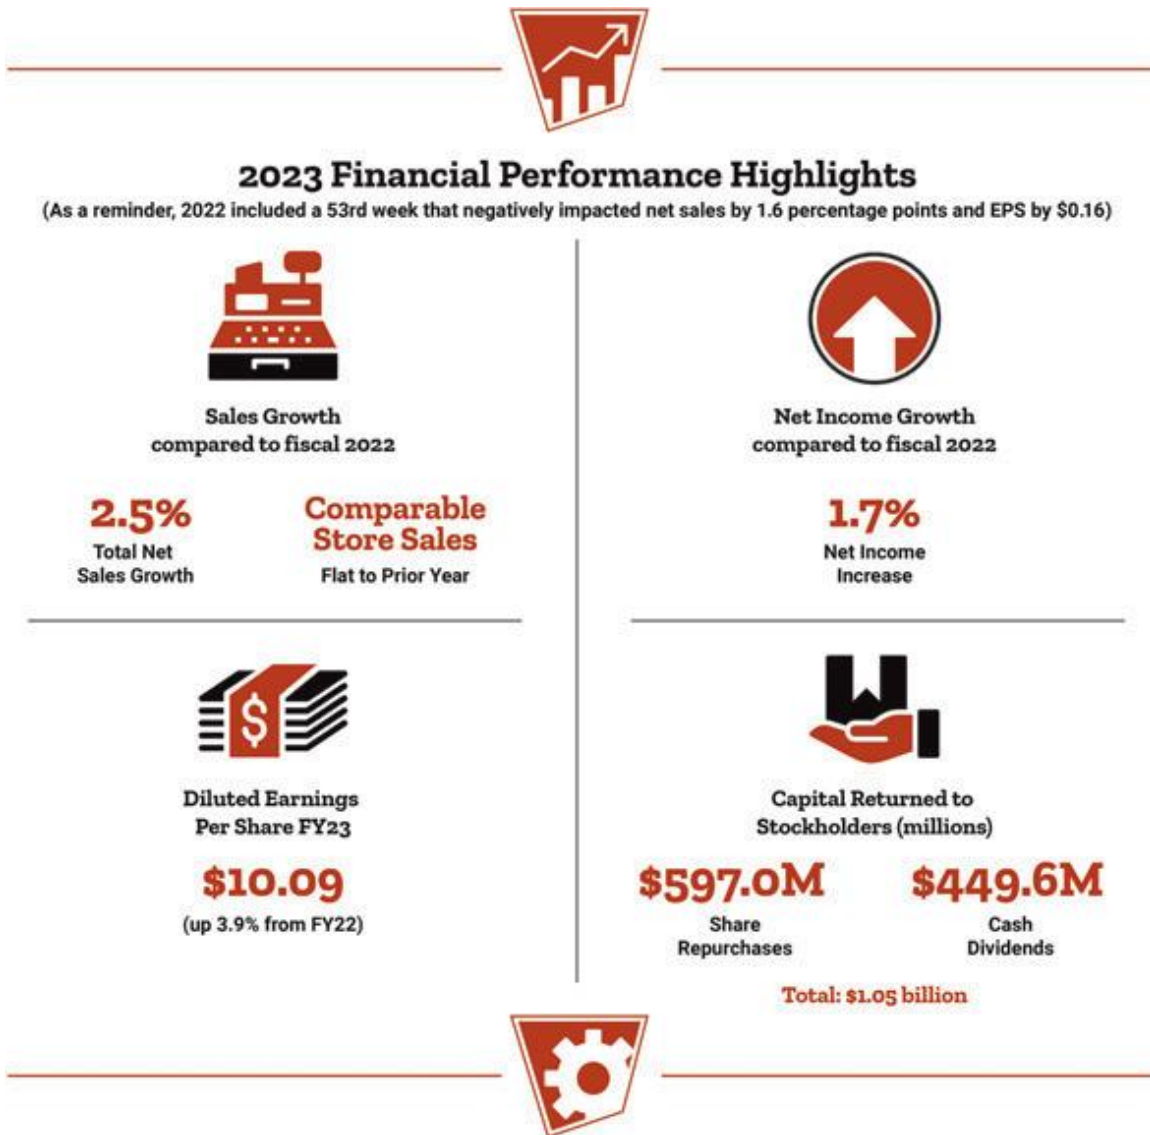 2023 Financial Performance Highlights
(As a reminder, 2022 included a 53rd week that negatively impacted net sales by 1.6 percentage points and EPS by $0.16)
Sales Growth
compared to fiscal 2022
2.5%
Total Net
Sales Growth
Comparable
Store Sales
Flat to Prior Year
Net Income Growth
compared to fiscal 2022
1.7%
Net Income
Increase
$
Diluted Earnings
Per Share FY23
$10.09
(up 3.9% from FY22)
Capital Returned to
Stockholders (millions)
$597.0M
Share
Repurchases
$449.6M
Cash
Dividends
Total: $1.05 billion